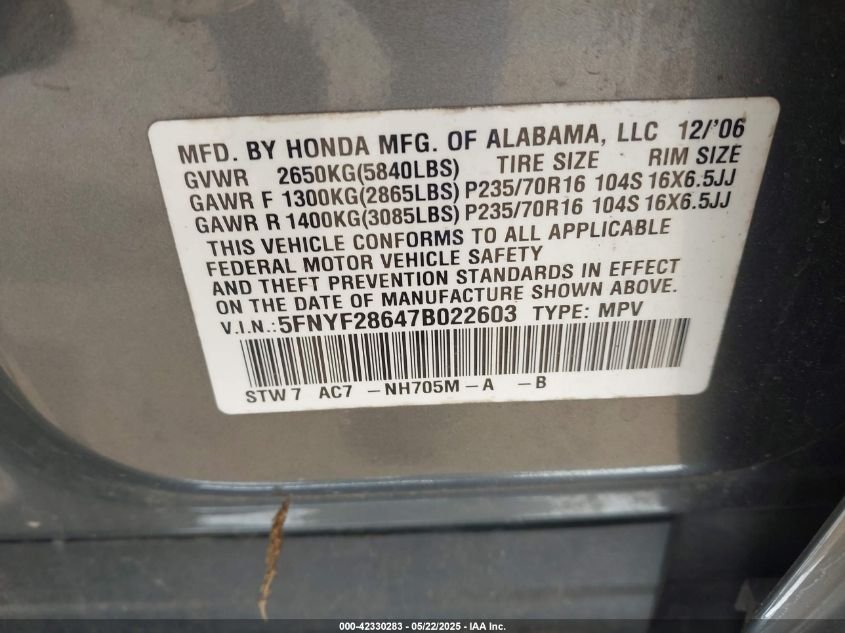 MFD. BY HONDA MFG. OF ALABAMA, LLC 12/'06
GVWR 2650KG(5840LBS) TIRE SIZE RIM SIZE
GAWR F 1300KG(2865LBS) P235/70R16 104S 16X6.5JJ
GAWR R 1400KG(3085LBS) P235/70R16 104S 16X6.5JJ
THIS VEHICLE CONFORMS TO ALL APPLICABLE
FEDERAL MOTOR VEHICLE SAFETY
AND THEFT PREVENTION STANDARDS IN EFFECT
ON THE DATE OF MANUFACTURE SHOWN ABOVE.
V.I.N.:5FNYF28647B022603 TYPE: MPV
STW7 AC7 -NH705M-A -B
000-42330283 - 05/22/2025 - IAA Inc.